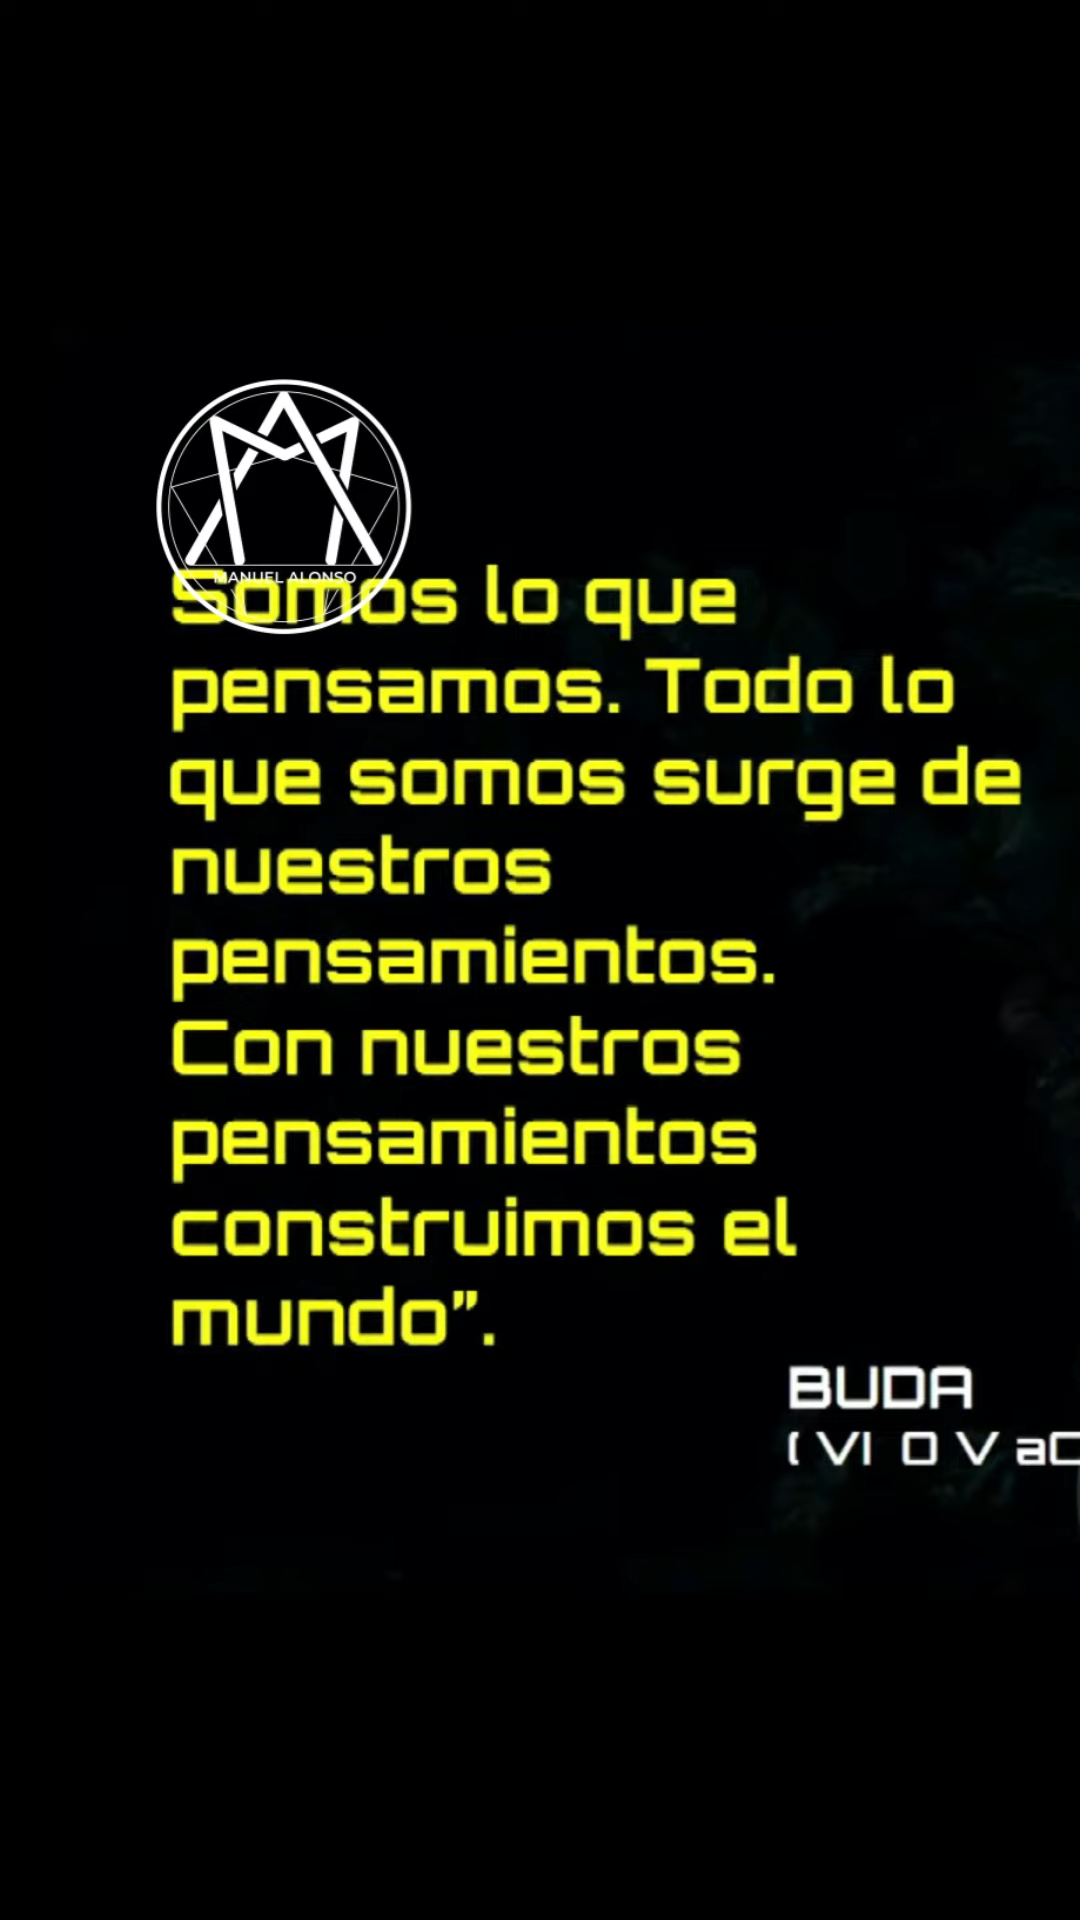 MANUEL ALONSO
Somos lo que
pensamos. Todo lo
que somos surge de
nuestros
pensamientos.
Con nuestros
pensamientos
construimos el
mundo”.
BUDA
( VI O V aC